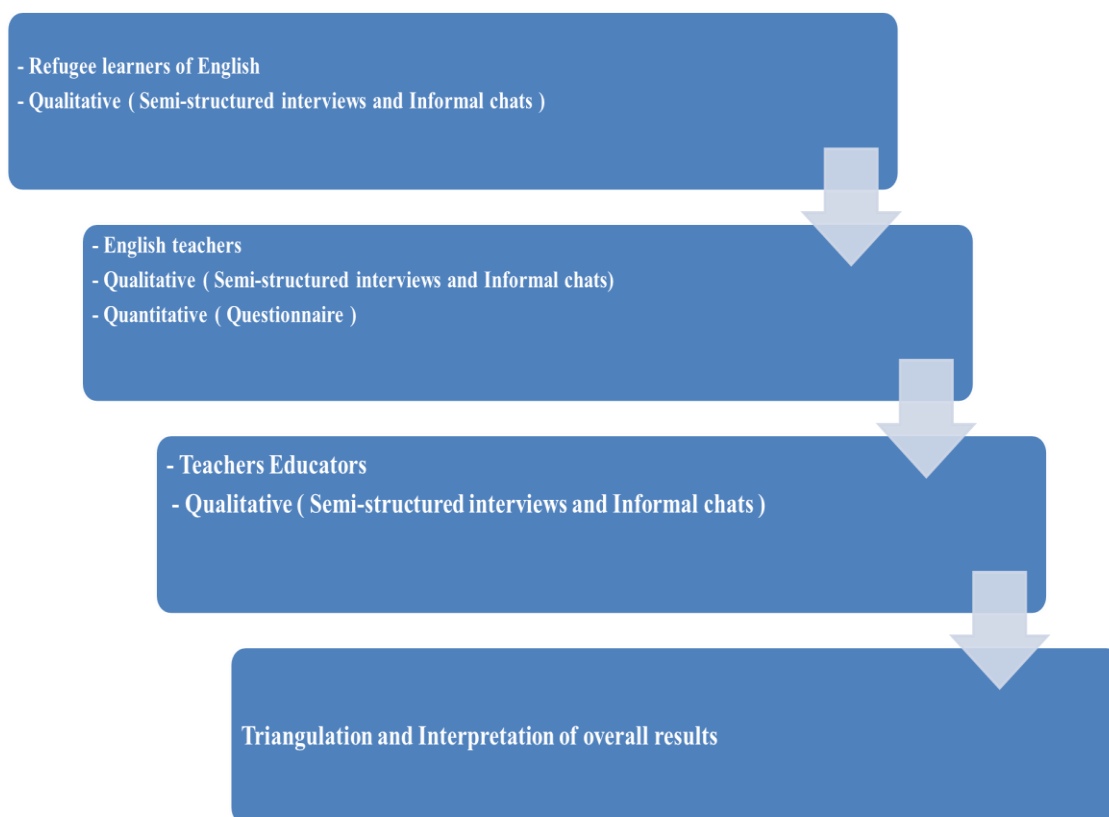 - Refugee learners of English
- Qualitative ( Semi-structured interviews and Informal chats )
- English teachers
- Qualitative ( Semi-structured interviews and Informal chats)
- Quantitative ( Questionnaire )
- Teachers Educators
- Qualitative ( Semi-structured interviews and Informal chats )
Triangulation and Interpretation of overall results